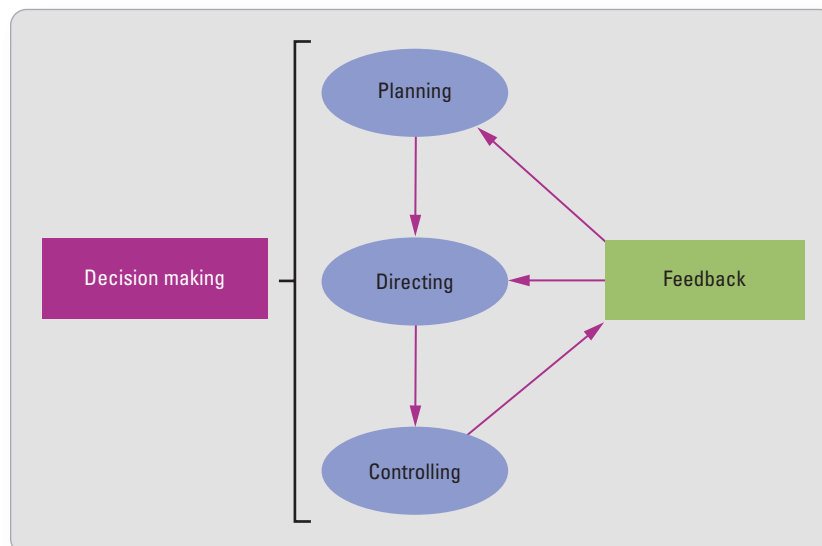 Planning
Decision making
Directing
Feedback
Controlling